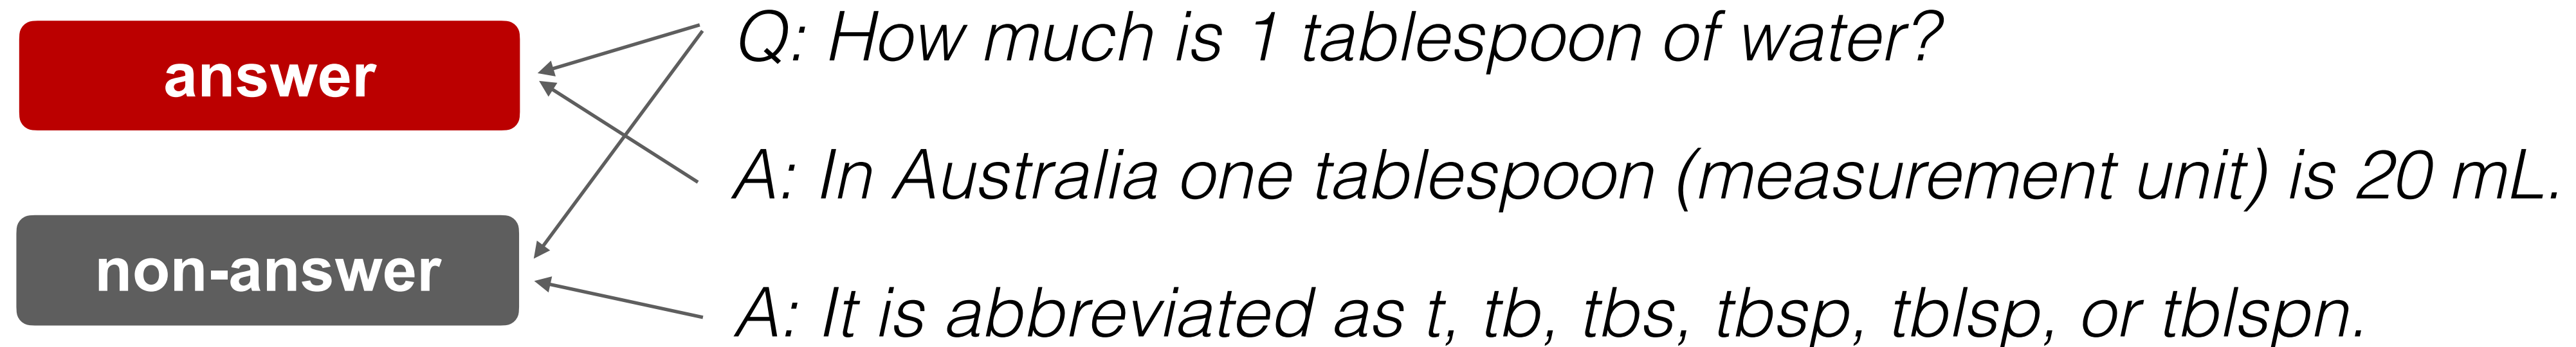 answer
non-answer
Q: How much is 1 tablespoon of water?
A: In Australia one tablespoon (measurement unit) is 20 mL.
A: It is abbreviated as t, tb, tbs, tbsp, tblsp, or tblspn.